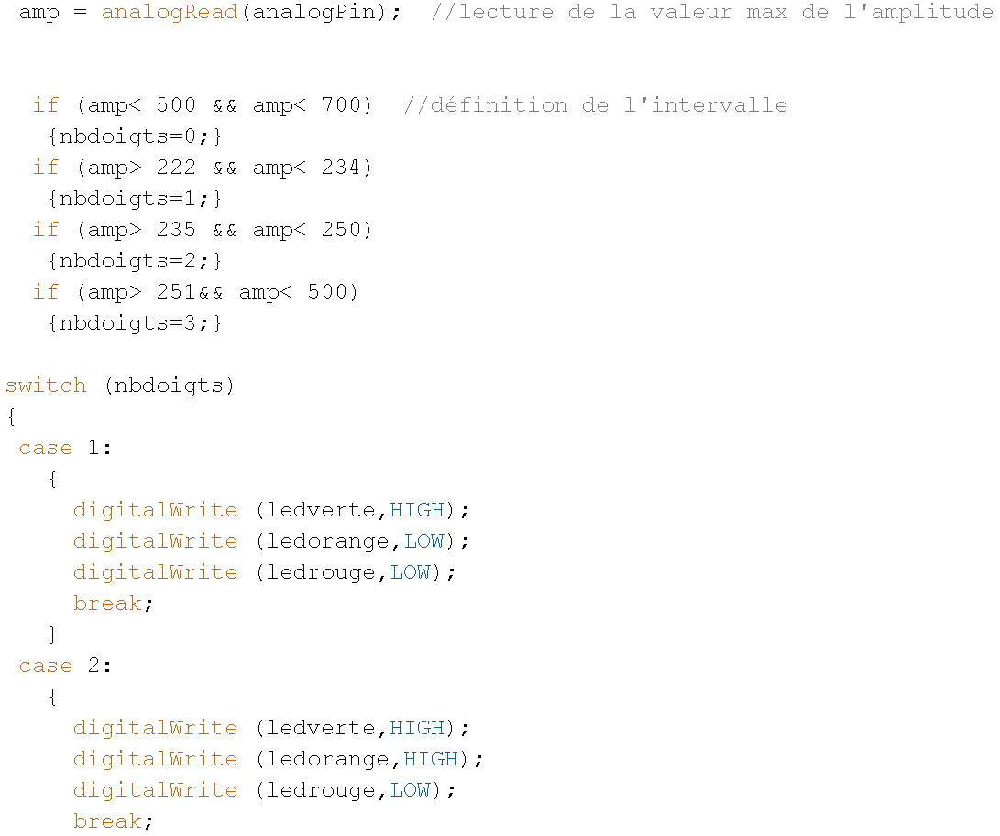 amp = analogRead(analogPin);  //lecture de la valeur max de l'amplitude
if (amp< 500 && amp< 700)  //définition de l'intervalle
{nbdoigts=0;}
if (amp> 222 && amp< 234)
{nbdoigts=1;}
if (amp> 235 && amp< 250)
{nbdoigts=2;}
if (amp> 251&& amp< 500)
{nbdoigts=3;}
switch (nbdoigts)
{
case 1:
{
digitalWrite (ledverte,HIGH);
digitalWrite (ledorange,LOW);
digitalWrite (ledrouge,LOW);
break;
}
case 2:
{
digitalWrite (ledverte,HIGH);
digitalWrite (ledorange,HIGH);
digitalWrite (ledrouge,LOW);
break;